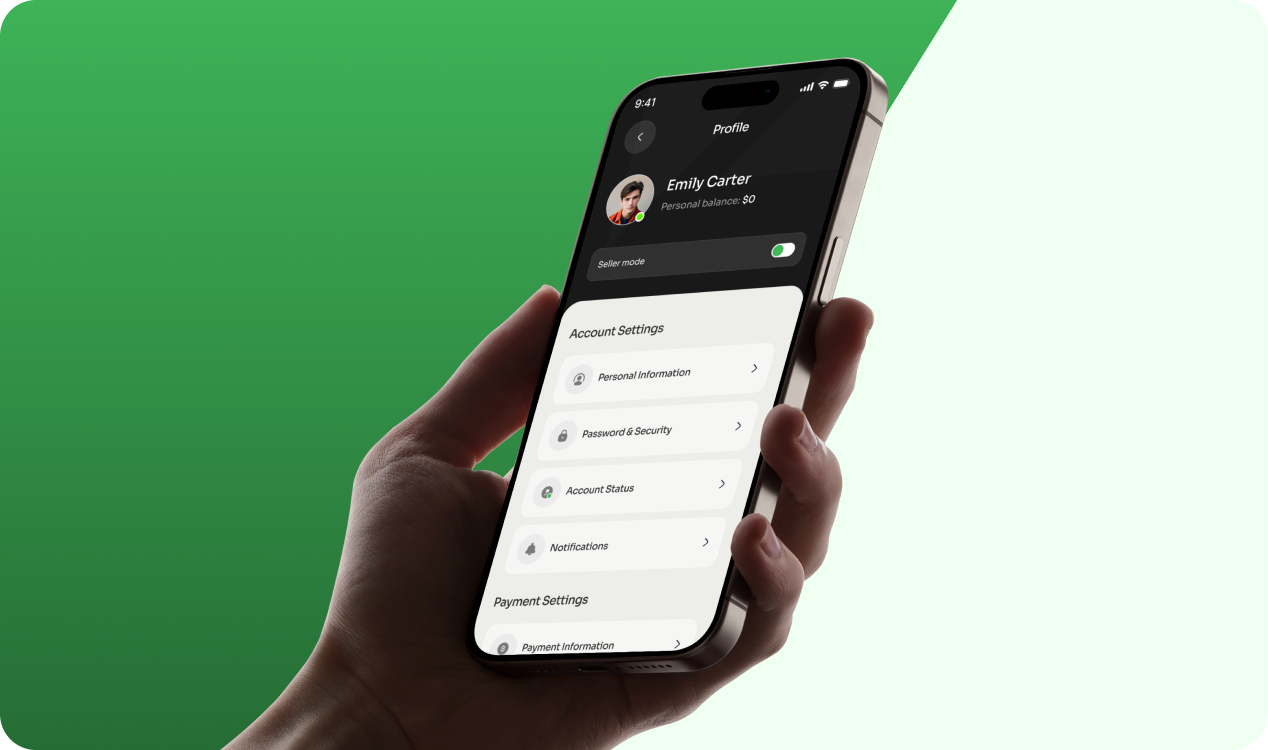 9:41
Profile
Emily Carter
Personal balance: $0
Seller mode
Account Settings
Personal Information
Password & Security
Account Status
Notifications
Payment Settings
Payment Information